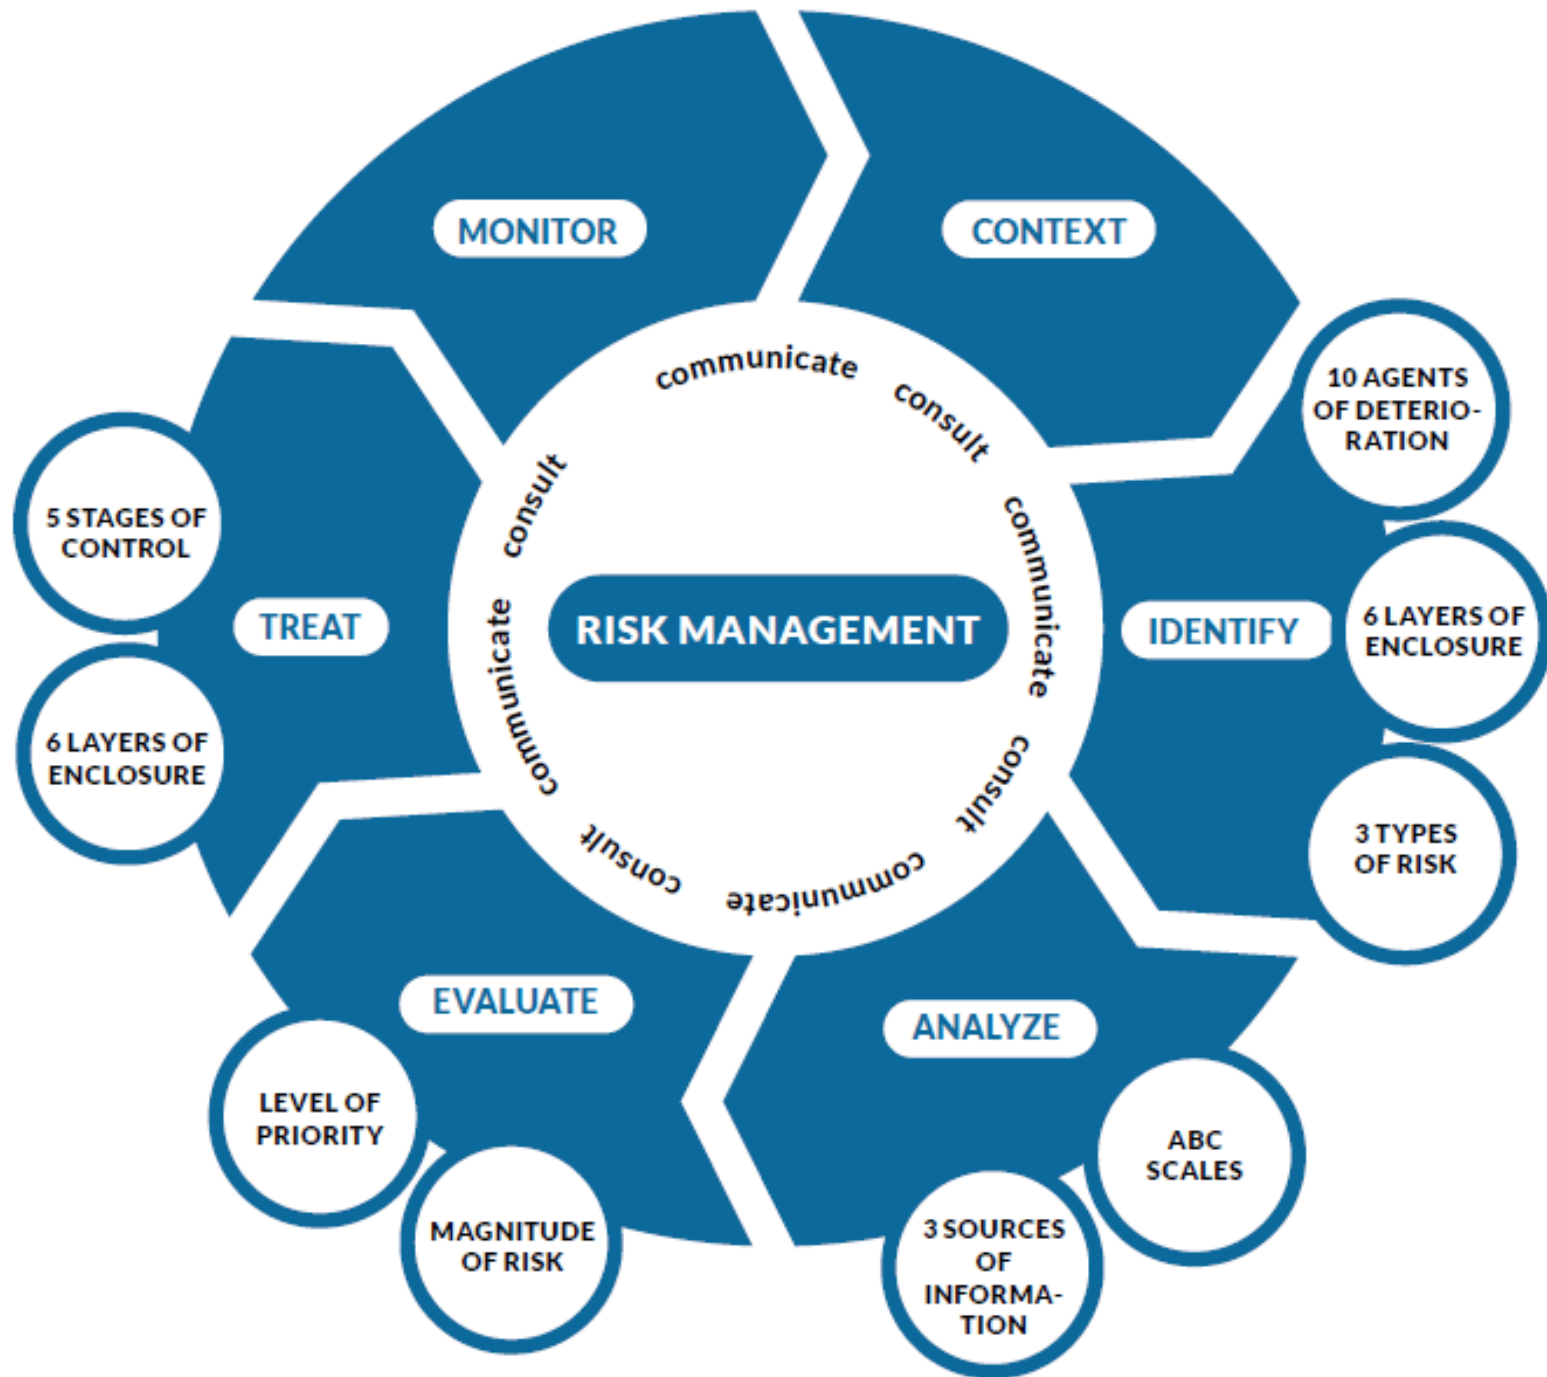 MONITOR
CONTEXT
communicate
consult
communicate
consult
communicate
consult
communicate
consult
RISK MANAGEMENT
10 AGENTS
OF DETERIO-
RATION
IDENTIFY
6 LAYERS OF
ENCLOSURE
3 TYPES
OF RISK
ANALYZE
ABC
SCALES
3 SOURCES
OF
INFORMA-
TION
EVALUATE
MAGNITUDE
OF RISK
LEVEL OF
PRIORITY
TREAT
6 LAYERS OF
ENCLOSURE
5 STAGES OF
CONTROL